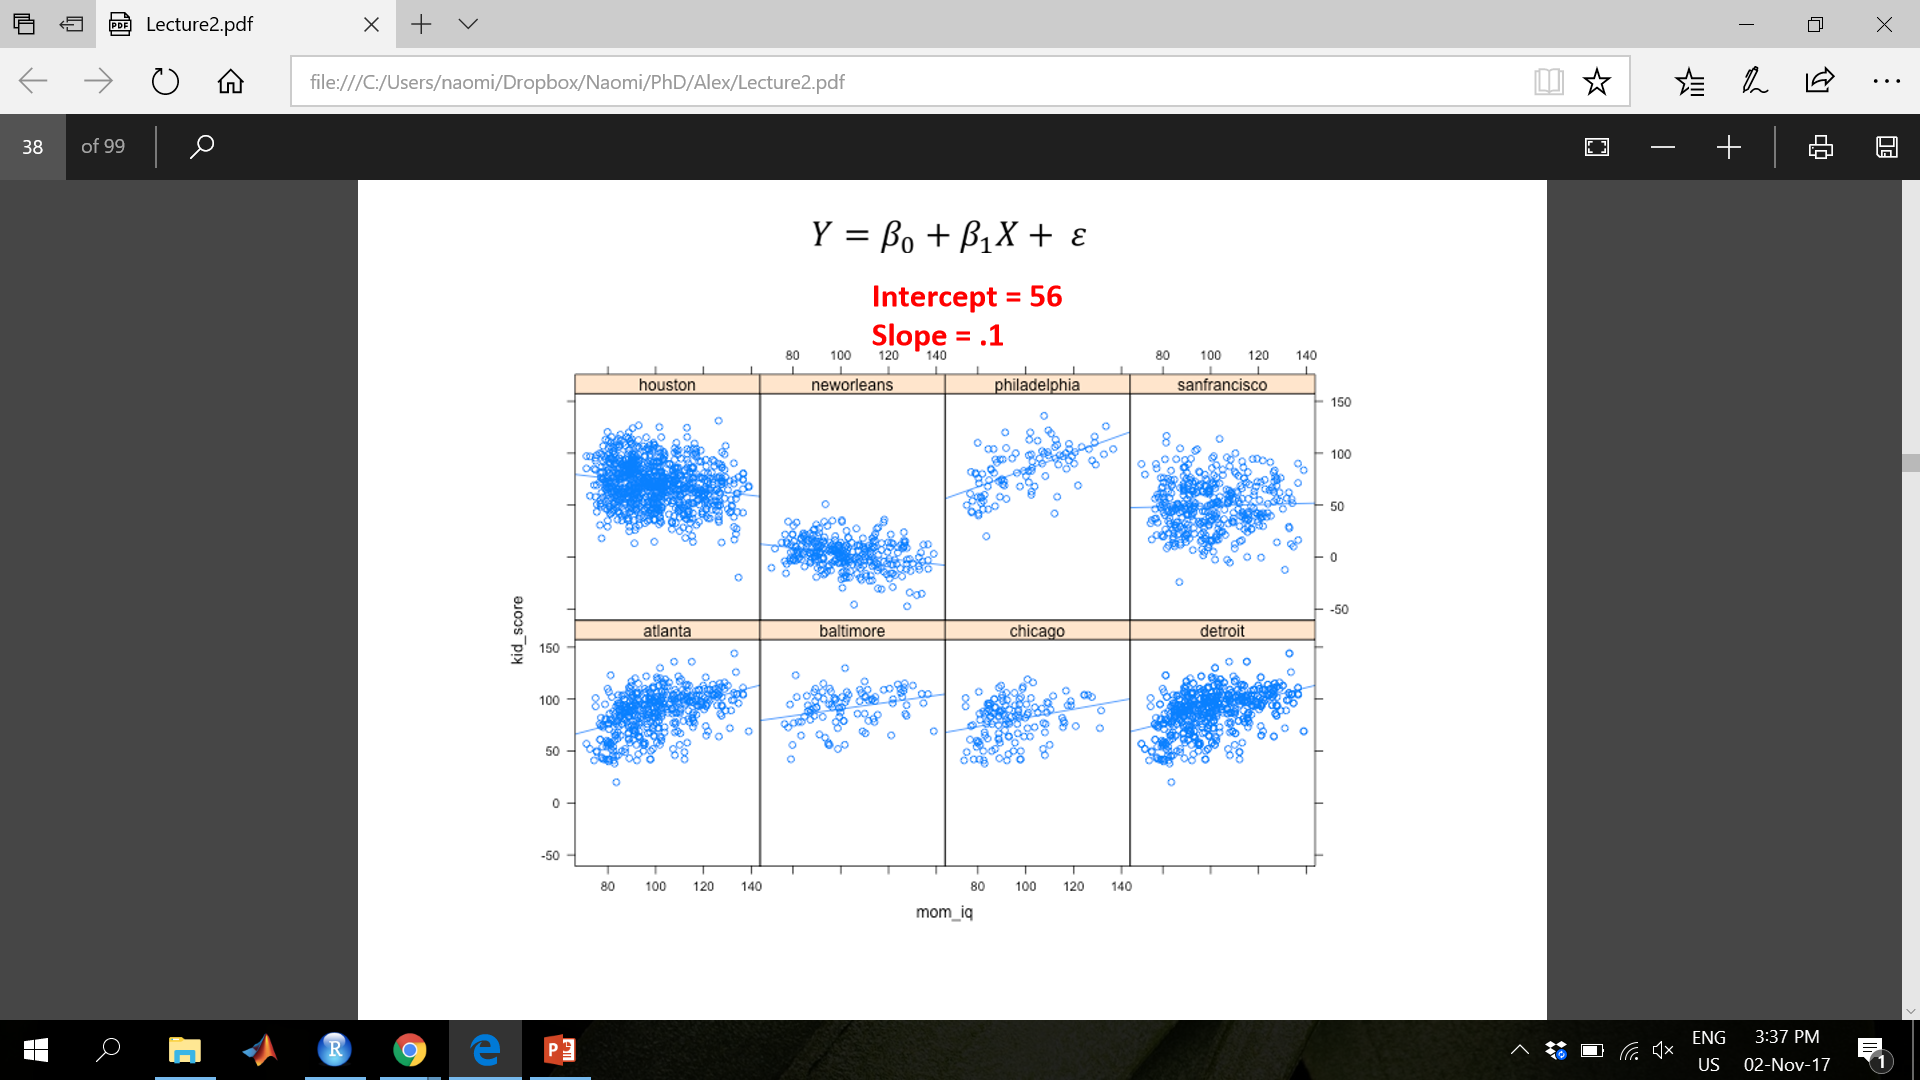 Lecture2.pdf
file:///C:/Users/naomi/Dropbox/Naomi/PhD/Alex/Lecture2.pdf
38 of 99
Y = β₀ + β₁X + ε
Intercept = 56
Slope = .1
80 100 120 140 80 100 120 140
houston neworleans philadelphia sanfrancisco
150
100
50
0
-50
kid_score
atlanta baltimore chicago detroit
150
100
50
0
-50
80 100 120 140 80 100 120 140
mom_iq
ENG 3:37 PM
US 02-Nov-17 1